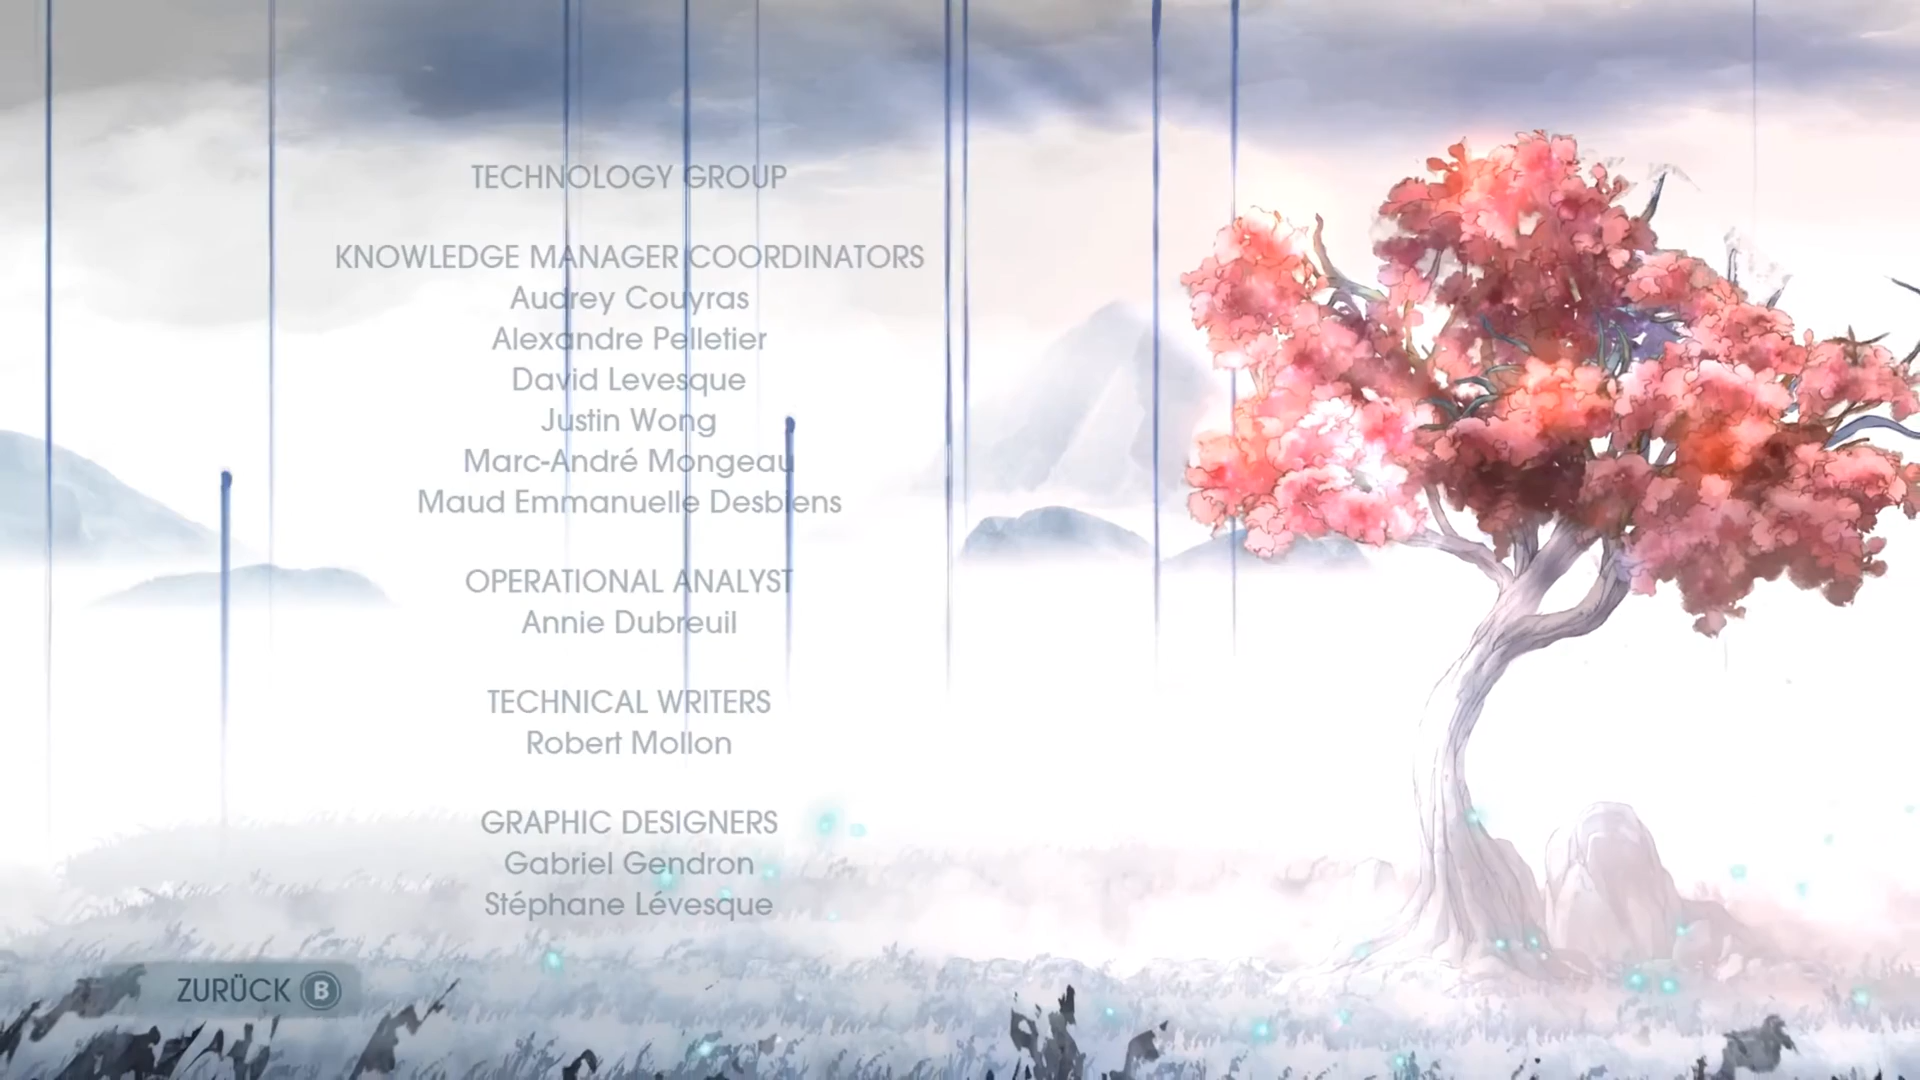 TECHNOLOGY GROUP
KNOWLEDGE MANAGER COORDINATORS
Audrey Couyras
Alexandre Pelletier
David Levesque
Justin Wong
Marc-André Mongeau
Maud Emmanuelle Desbiens
OPERATIONAL ANALYST
Annie Dubreuil
TECHNICAL WRITERS
Robert Mollon
GRAPHIC DESIGNERS
Gabriel Gendron
Stéphane Lévesque
ZURÜCK B